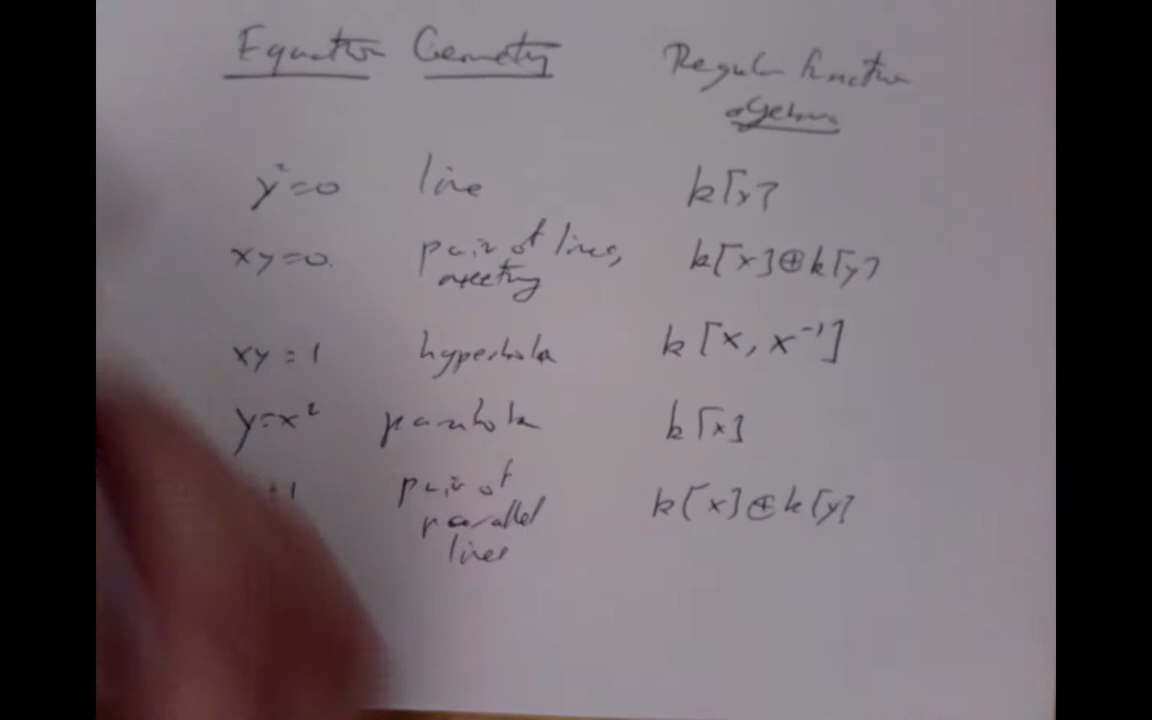 Equation Geometry Regular function
algebra
y²=0 line k[x]
xy=0. pair of lines, k[x]⊕k[y]
meeting
xy=1 hyperbola k[x, x⁻¹]
y=x² parabola k[x]
=1 pair of
parallel k[x]⊕k[y]
lines